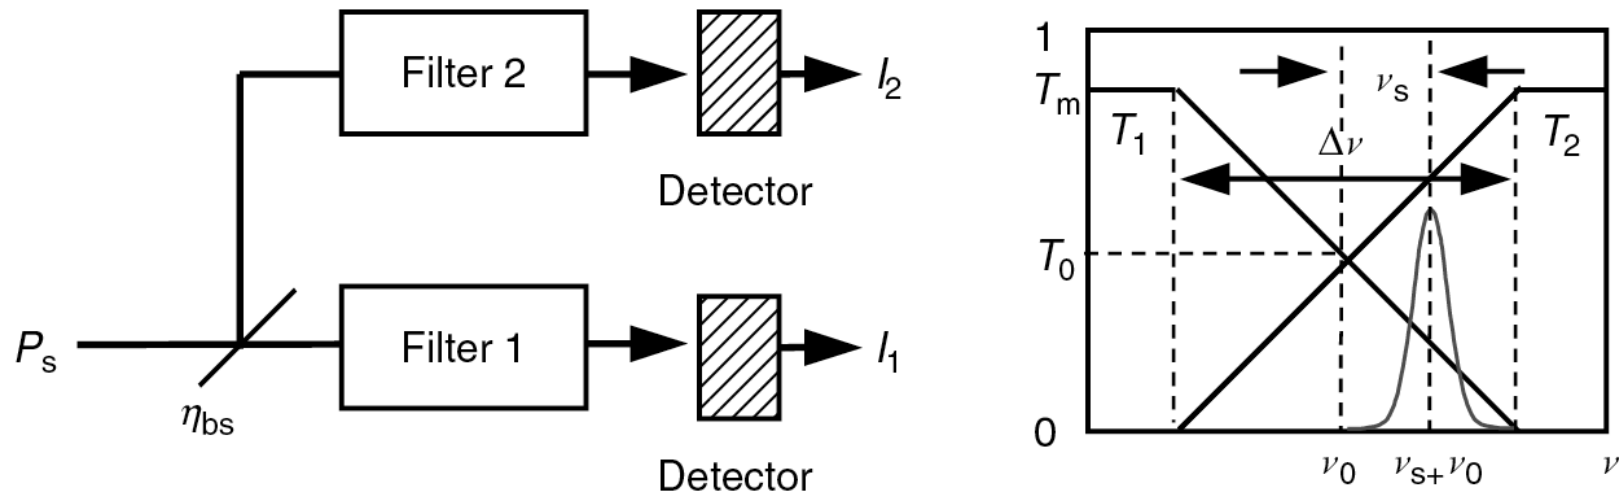 Filter 2
I₂
Detector
Pₛ
η_bs
Filter 1
I₁
Detector
1
Tₘ
T₁
νₛ
Δν
T₂
T₀
0
ν₀
νₛ₊ ν₀
ν